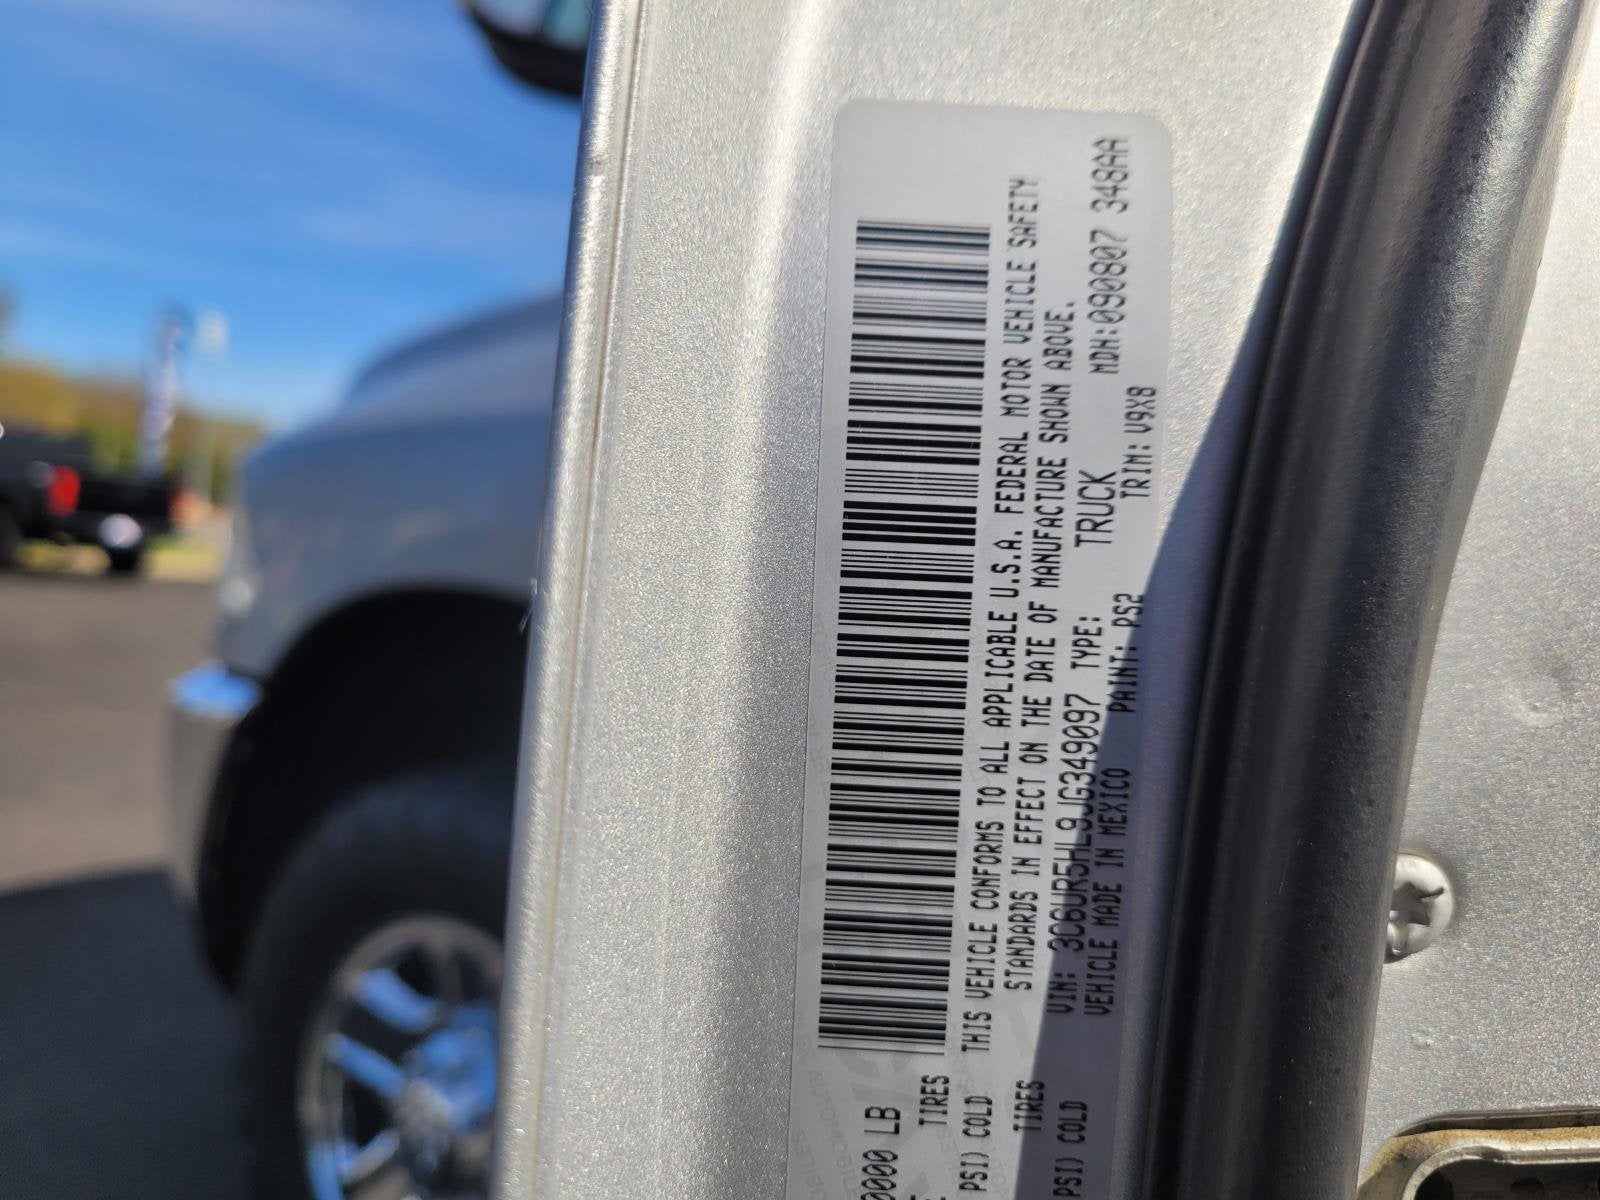 0000 LB
TIRES
PSI) COLD
THIS VEHICLE CONFORMS TO ALL APPLICABLE U.S.A. FEDERAL MOTOR VEHICLE SAFETY
STANDARDS IN EFFECT ON THE DATE OF MANUFACTURE SHOWN ABOVE.
TIRES
PSI) COLD
VIN: 3C6UR5HL9JG349097 TYPE: TRUCK MDH:090807 348AA
VEHICLE MADE IN MEXICO PAINT: PS2 TRIM: V9X8